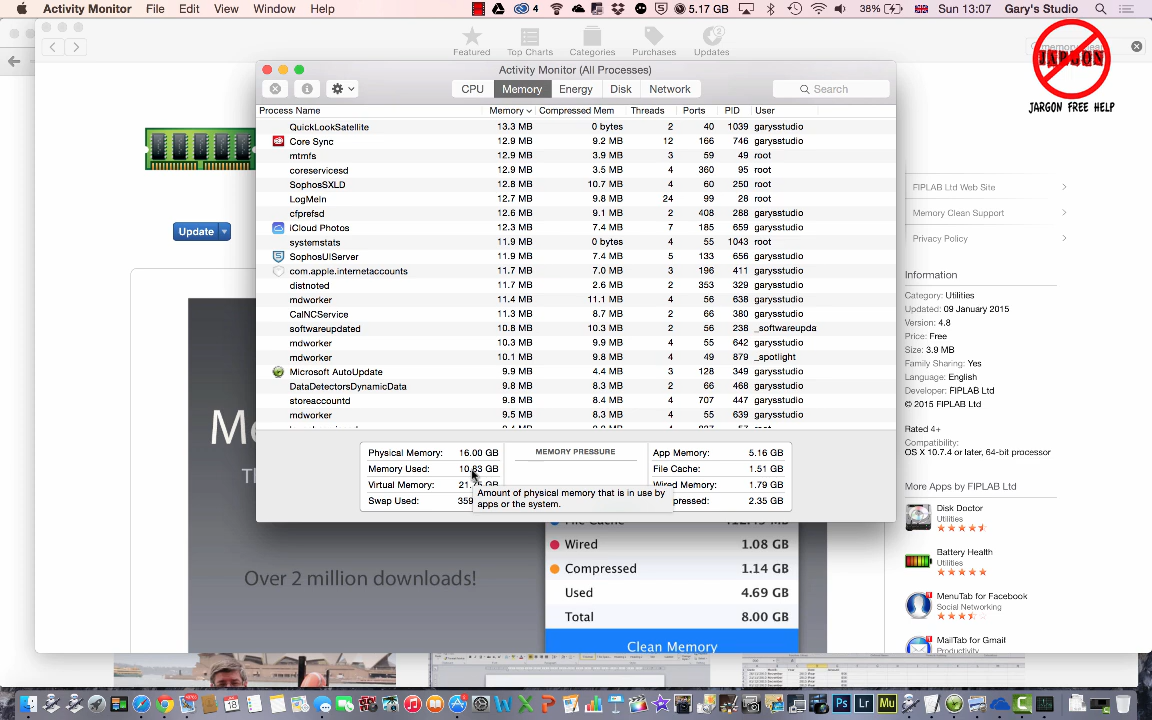 Activity Monitor File Edit View Window Help 4 5.17 GB 38% Sun 13:07 Gary's Studio
Featured Top Charts Categories Purchases Updates
JARGON FREE HELP
Activity Monitor (All Processes)
CPU Memory Energy Disk Network Search
Process Name Memory Compressed Mem Threads Ports PID User
QuickLookSatellite 13.3 MB 0 bytes 2 40 1039 garysstudio
Core Sync 12.9 MB 9.2 MB 12 166 746 garysstudio
mtmfs 12.9 MB 3.9 MB 3 59 49 root
coreservicesd 12.9 MB 3.5 MB 4 360 95 root
SophosSXLD 12.8 MB 10.7 MB 4 60 250 root
LogMeIn 12.7 MB 9.8 MB 24 99 28 root
cfprefsd 12.6 MB 9.1 MB 2 408 288 garysstudio
iCloud Photos 12.3 MB 7.4 MB 7 185 659 garysstudio
systemstats 11.9 MB 0 bytes 4 55 1043 root
SophosUIServer 11.9 MB 7.4 MB 5 133 656 garysstudio
com.apple.internetaccounts 11.7 MB 7.0 MB 3 196 411 garysstudio
distnoted 11.7 MB 2.6 MB 2 353 329 garysstudio
mdworker 11.4 MB 11.1 MB 4 56 638 garysstudio
CalNCService 11.3 MB 8.7 MB 2 66 380 garysstudio
softwareupdated 10.8 MB 10.3 MB 2 56 238 _softwareupda
mdworker 10.3 MB 9.9 MB 4 55 642 garysstudio
mdworker 10.1 MB 9.8 MB 4 49 879 _spotlight
Microsoft AutoUpdate 9.9 MB 4.4 MB 3 128 349 garysstudio
DataDetectorsDynamicData 9.8 MB 8.3 MB 2 66 468 garysstudio
storeaccountd 9.8 MB 8.4 MB 4 707 447 garysstudio
mdworker 9.5 MB 8.3 MB 4 55 639 garysstudio
Physical Memory: 16.00 GB
Memory Used: 10.83 GB
Virtual Memory: GB
Swap Used: 359
MEMORY PRESSURE
App Memory: 5.16 GB
File Cache: 1.51 GB
Wired Memory: 1.79 GB
pressed: 2.35 GB
Amount of physical memory that is in use by
apps or the system.
Update
Over 2 million downloads!
File Cache
Wired 1.08 GB
Compressed 1.14 GB
Used 4.69 GB
Total 8.00 GB
Clean Memory
FIPLAB Ltd Web Site
Memory Clean Support
Privacy Policy
Information
Category: Utilities
Updated: 09 January 2015
Version: 4.8
Price: Free
Size: 3.9 MB
Family Sharing: Yes
Language: English
Developer: FIPLAB Ltd
© 2015 FIPLAB Ltd
Rated 4+
Compatibility:
OS X 10.7.4 or later, 64-bit processor
More Apps by FIPLAB Ltd
Disk Doctor
Utilities
Battery Health
Utilities
MenuTab for Facebook
Social Networking
MailTab for Gmail
Productivity
18
Ps Lr Mu